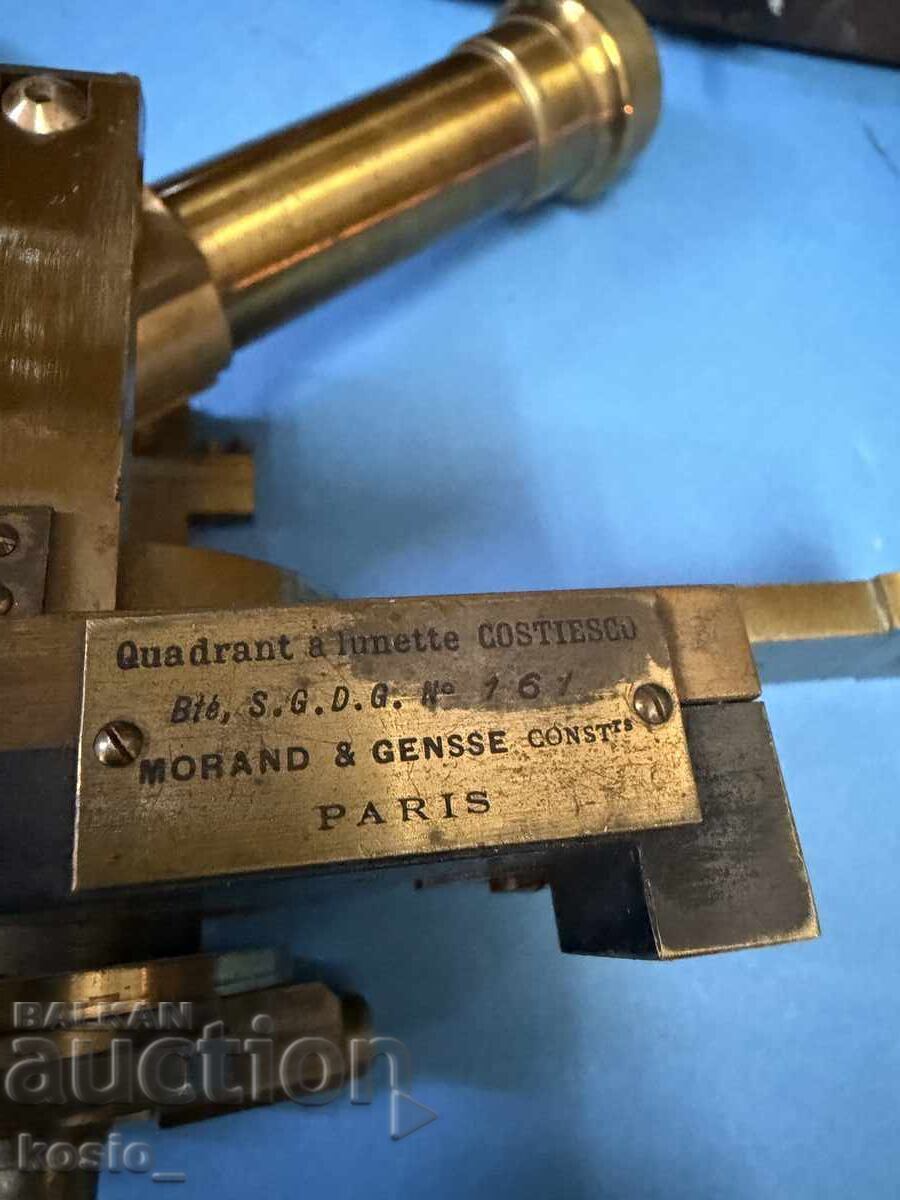 Quadrant a lunette COSTIESCO
Bté, S.G.D.G. No 161
MORAND & GENSSE CONSTTS
PARIS
BALKAN
auction
kosio_